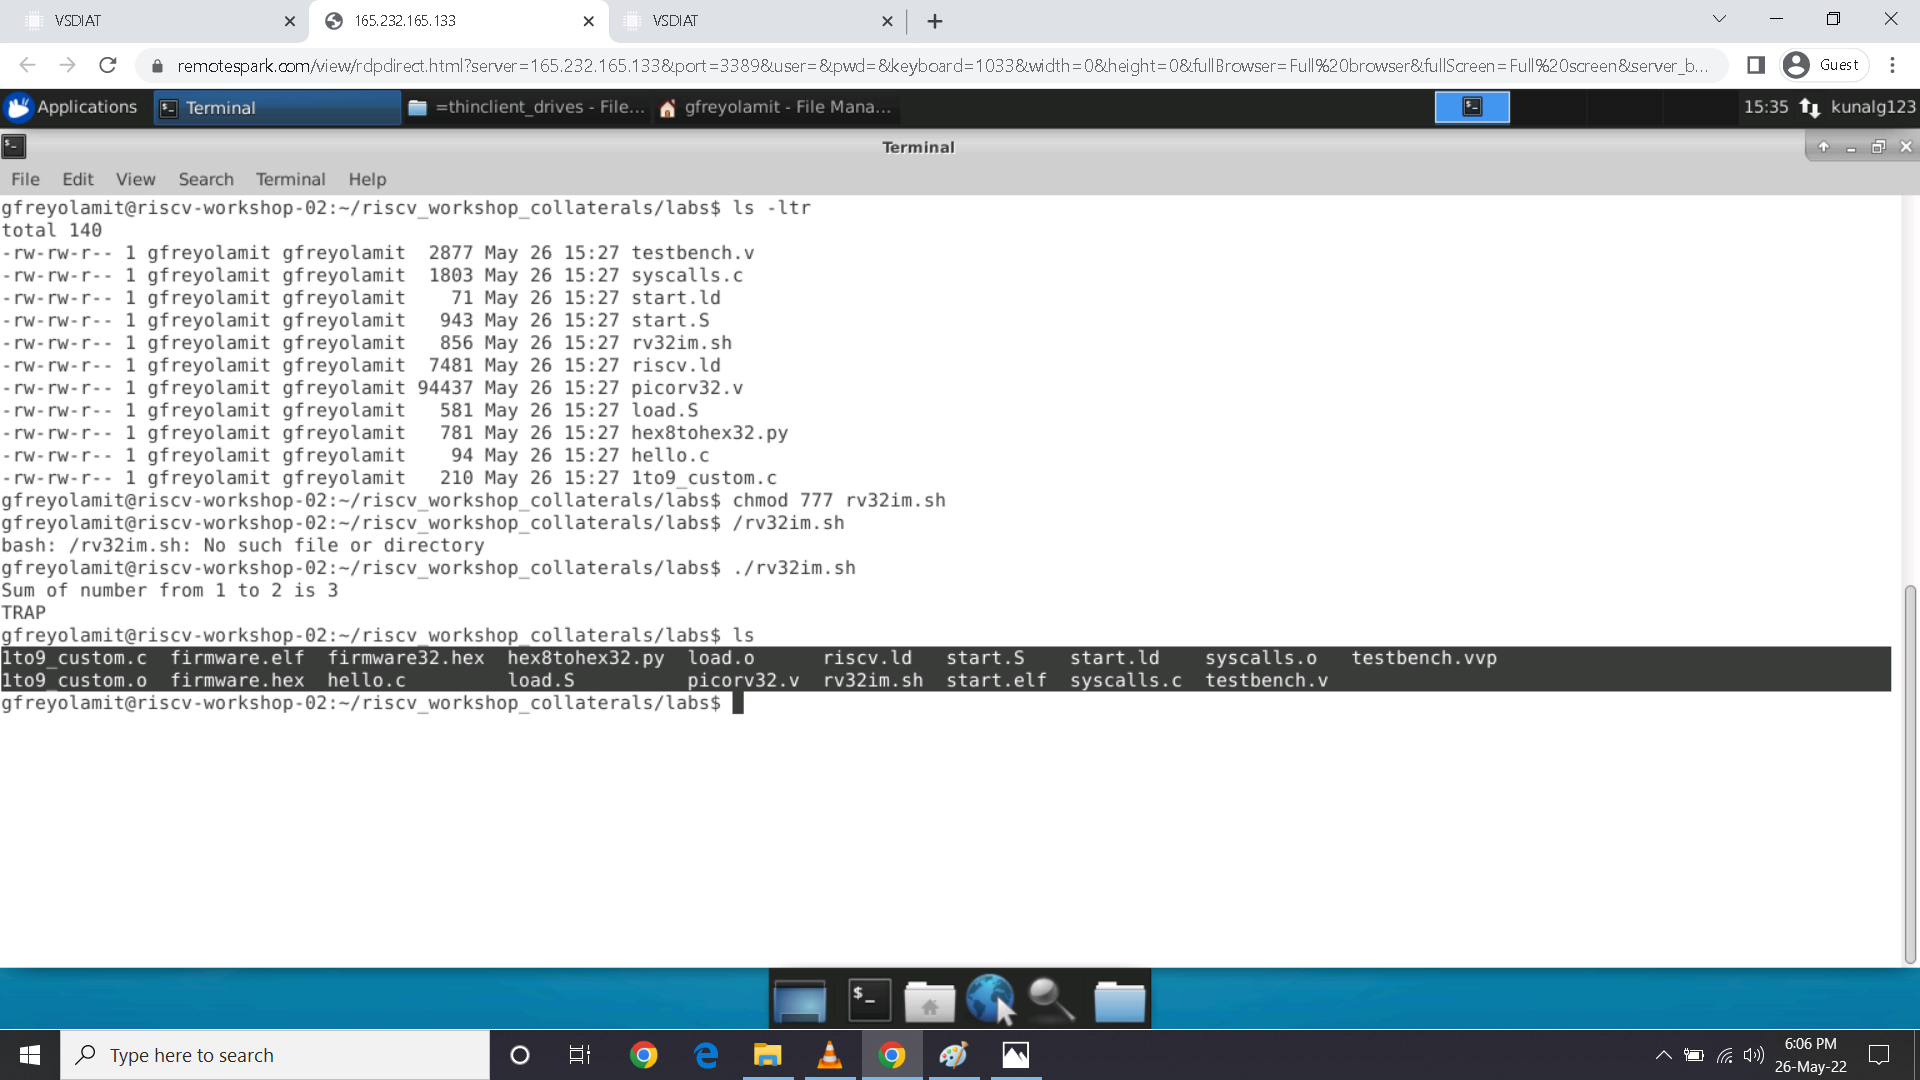 VSDIAT
165.232.165.133
VSDIAT
remotespark.com/view/rdpdirect.html?server=165.232.165.133&port=3389&user=&pwd=&keyboard=1033&width=0&height=0&fullBrowser=Full%20browser&fullScreen=Full%20screen&server_b...
Guest
Applications
Terminal
=thinclient_drives - File...
gfreyolamit - File Mana...
15:35
kunalg123
Terminal
File Edit View Search Terminal Help
gfreyolamit@riscv-workshop-02:~/riscv_workshop_collaterals/labs$ ls -ltr
total 140
-rw-rw-r-- 1 gfreyolamit gfreyolamit  2877 May 26 15:27 testbench.v
-rw-rw-r-- 1 gfreyolamit gfreyolamit  1803 May 26 15:27 syscalls.c
-rw-rw-r-- 1 gfreyolamit gfreyolamit    71 May 26 15:27 start.ld
-rw-rw-r-- 1 gfreyolamit gfreyolamit   943 May 26 15:27 start.S
-rw-rw-r-- 1 gfreyolamit gfreyolamit   856 May 26 15:27 rv32im.sh
-rw-rw-r-- 1 gfreyolamit gfreyolamit  7481 May 26 15:27 riscv.ld
-rw-rw-r-- 1 gfreyolamit gfreyolamit 94437 May 26 15:27 picorv32.v
-rw-rw-r-- 1 gfreyolamit gfreyolamit   581 May 26 15:27 load.S
-rw-rw-r-- 1 gfreyolamit gfreyolamit   781 May 26 15:27 hex8tohex32.py
-rw-rw-r-- 1 gfreyolamit gfreyolamit    94 May 26 15:27 hello.c
-rw-rw-r-- 1 gfreyolamit gfreyolamit   210 May 26 15:27 1to9_custom.c
gfreyolamit@riscv-workshop-02:~/riscv_workshop_collaterals/labs$ chmod 777 rv32im.sh
gfreyolamit@riscv-workshop-02:~/riscv_workshop_collaterals/labs$ /rv32im.sh
bash: /rv32im.sh: No such file or directory
gfreyolamit@riscv-workshop-02:~/riscv_workshop_collaterals/labs$ ./rv32im.sh
Sum of number from 1 to 2 is 3
TRAP
gfreyolamit@riscv-workshop-02:~/riscv_workshop_collaterals/labs$ ls
1to9_custom.c  firmware.elf  firmware32.hex  hex8tohex32.py  load.o      riscv.ld   start.S    start.ld    syscalls.o   testbench.vvp
1to9_custom.o  firmware.hex  hello.c         load.S          picorv32.v  rv32im.sh  start.elf  syscalls.c  testbench.v
gfreyolamit@riscv-workshop-02:~/riscv_workshop_collaterals/labs$
$_
Type here to search
6:06 PM
26-May-22